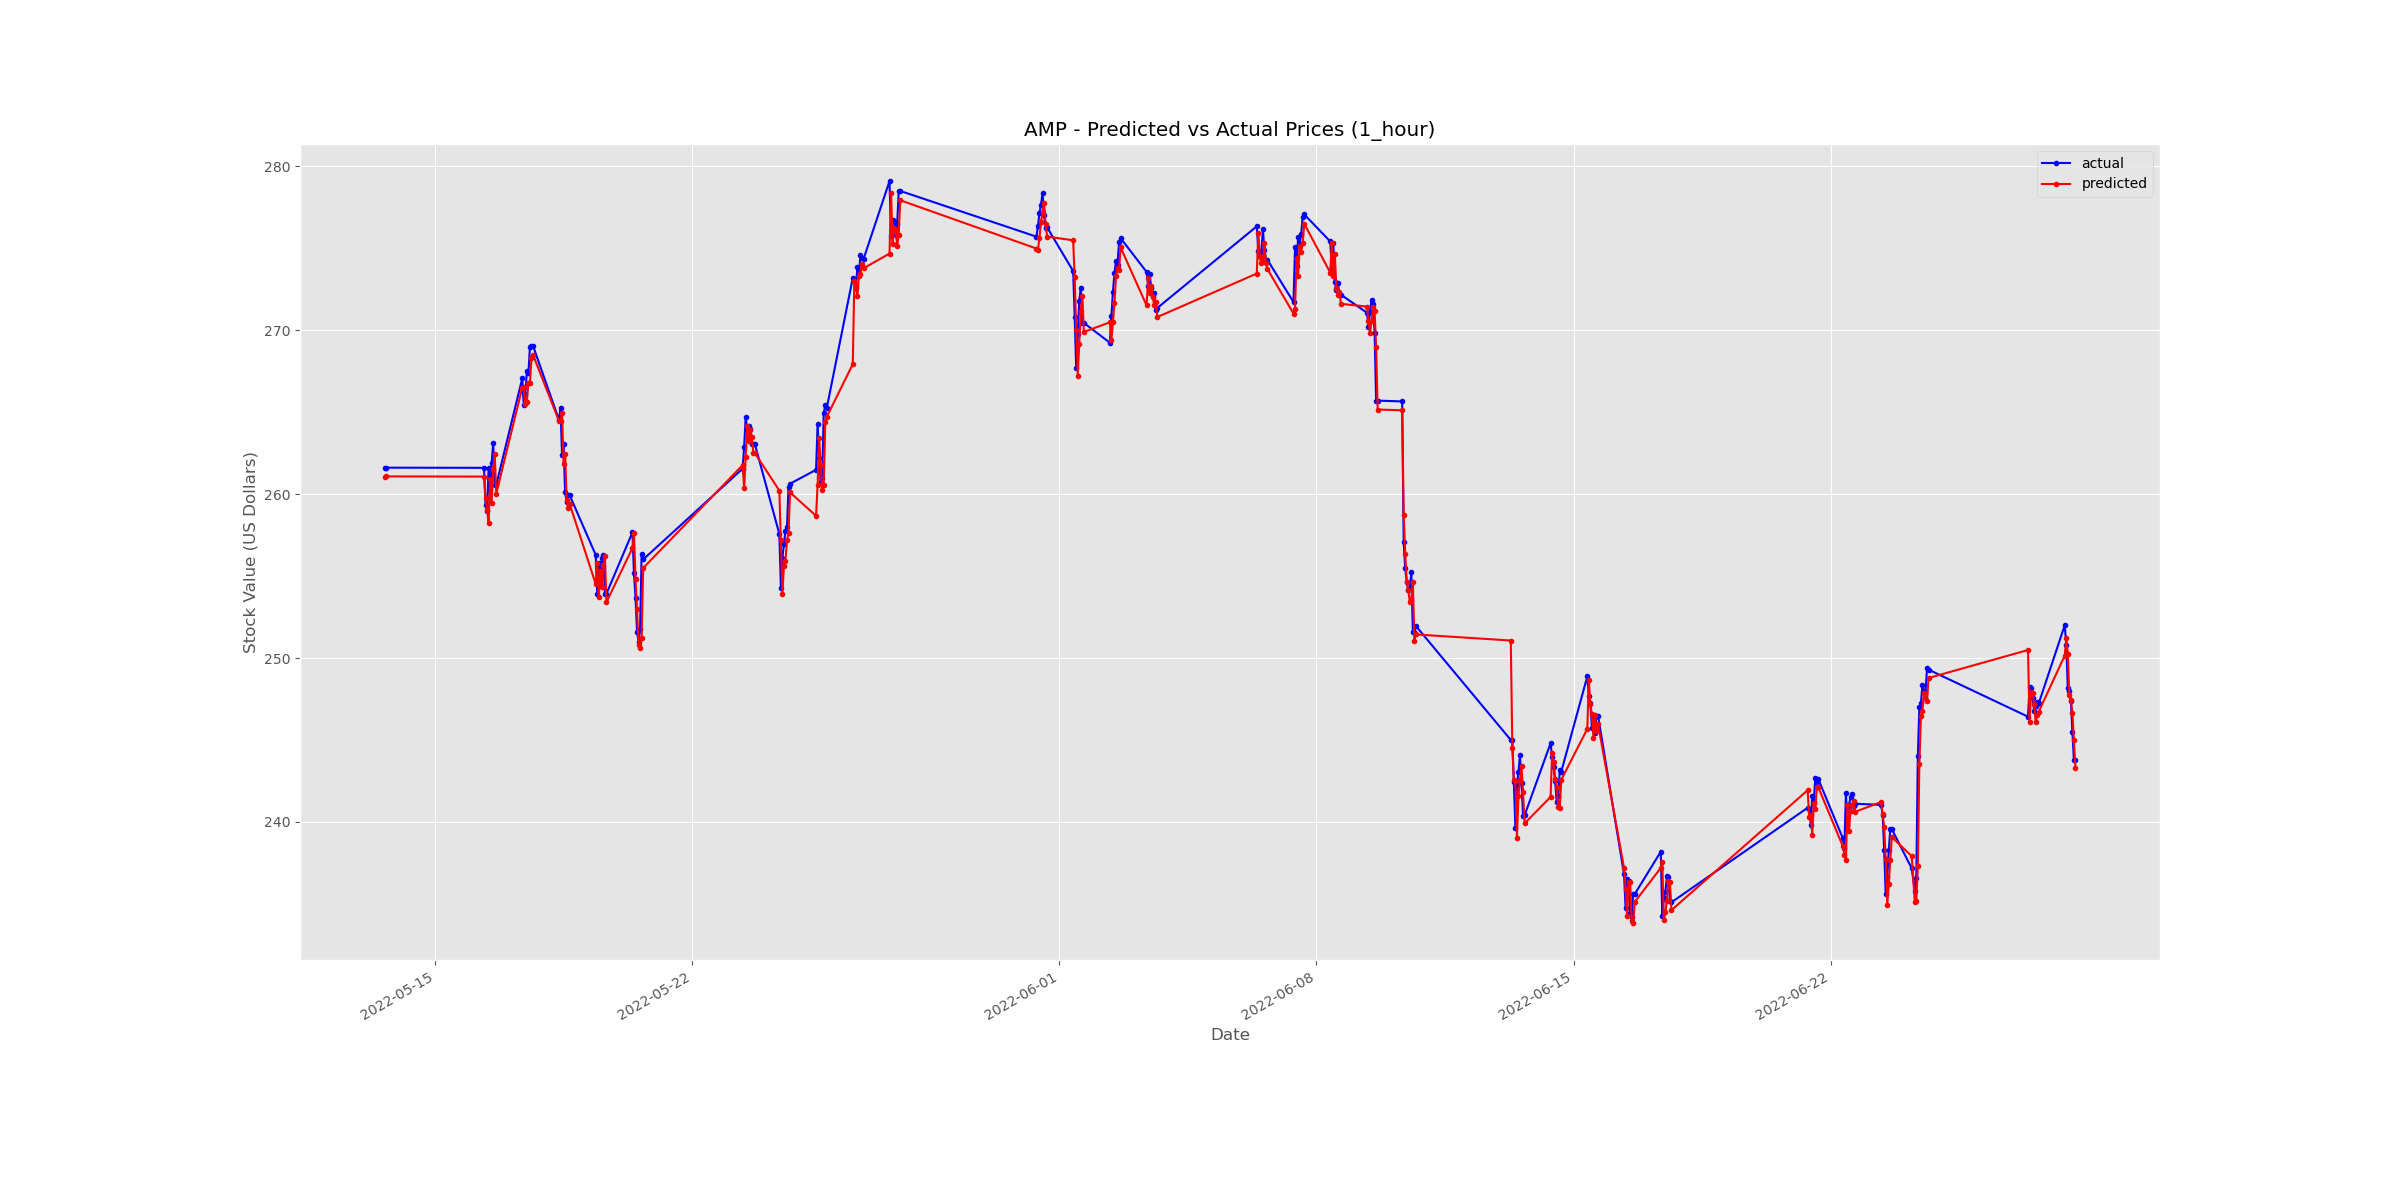 AMP - Predicted vs Actual Prices (1_hour)
actual
predicted
280
270
260
250
240
Stock Value (US Dollars)
2022-05-15
2022-05-22
2022-06-01
2022-06-08
2022-06-15
2022-06-22
Date